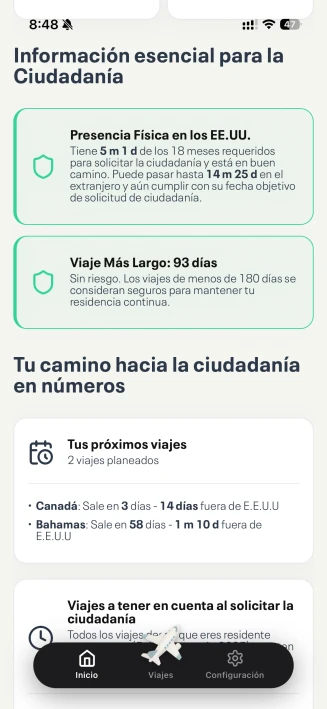 8:48
47
Información esencial para la
Ciudadanía
Presencia Física en los EE.UU.
Tiene 5 m 1 d de los 18 meses requeridos
para solicitar la ciudadanía y está en buen
camino. Puede pasar hasta 14 m 25 d en el
extranjero y aún cumplir con su fecha objetivo
de solicitud de ciudadanía.
Viaje Más Largo: 93 días
Sin riesgo. Los viajes de menos de 180 días se
consideran seguros para mantener tu
residencia continua.
Tu camino hacia la ciudadanía
en números
Tus próximos viajes
2 viajes planeados
• Canadá: Sale en 3 días - 14 días fuera de E.E.U.U
• Bahamas: Sale en 58 días - 1 m 10 d fuera de
E.E.U.U
Viajes a tener en cuenta al solicitar la
ciudadanía
Todos los viajes que eres residente
Inicio
Viajes
Configuración